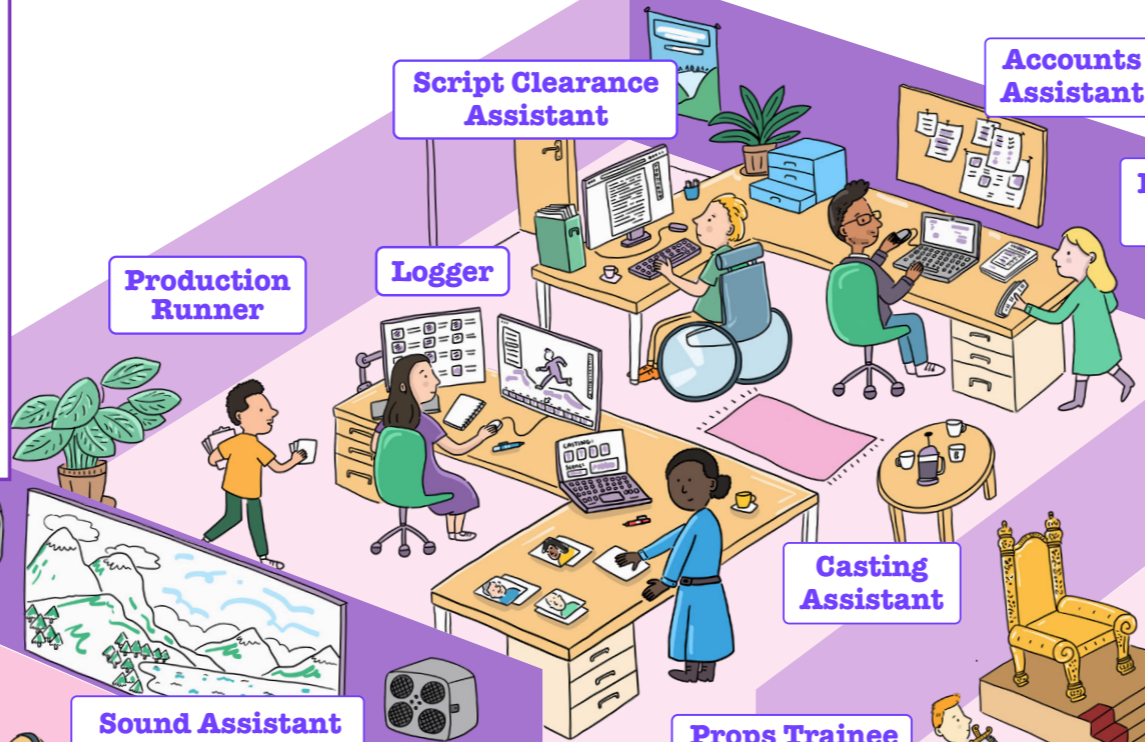 Script Clearance
Assistant
Accounts
Assistant
Production
Runner
Logger
CASTING:
Casting
Assistant
Sound Assistant
Props Trainee